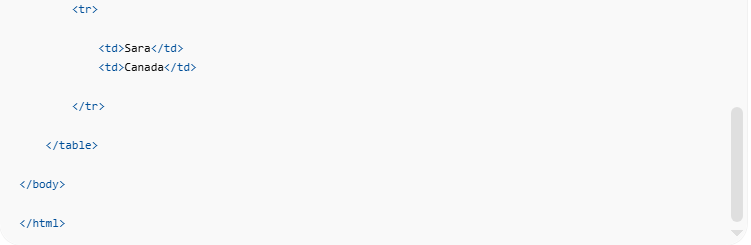 <tr>
<td>Sara</td>
<td>Canada</td>
</tr>
</table>
</body>
</html>